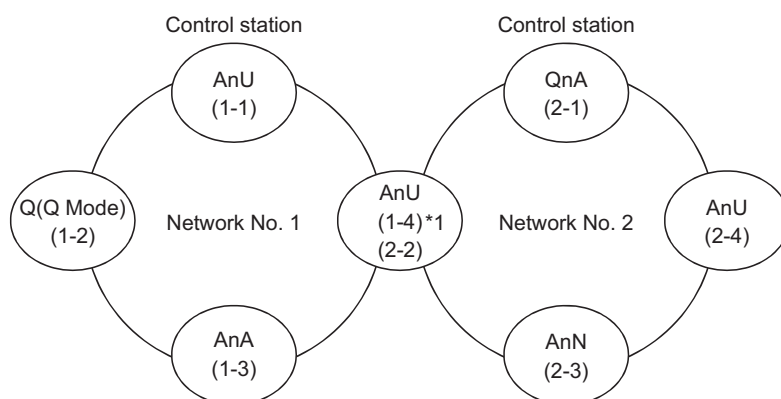 Control station
Control station
AnU
(1-1)
QnA
(2-1)
Q(Q Mode)
(1-2)
Network No. 1
AnU
(1-4)*1
(2-2)
Network No. 2
AnU
(2-4)
AnA
(1-3)
AnN
(2-3)